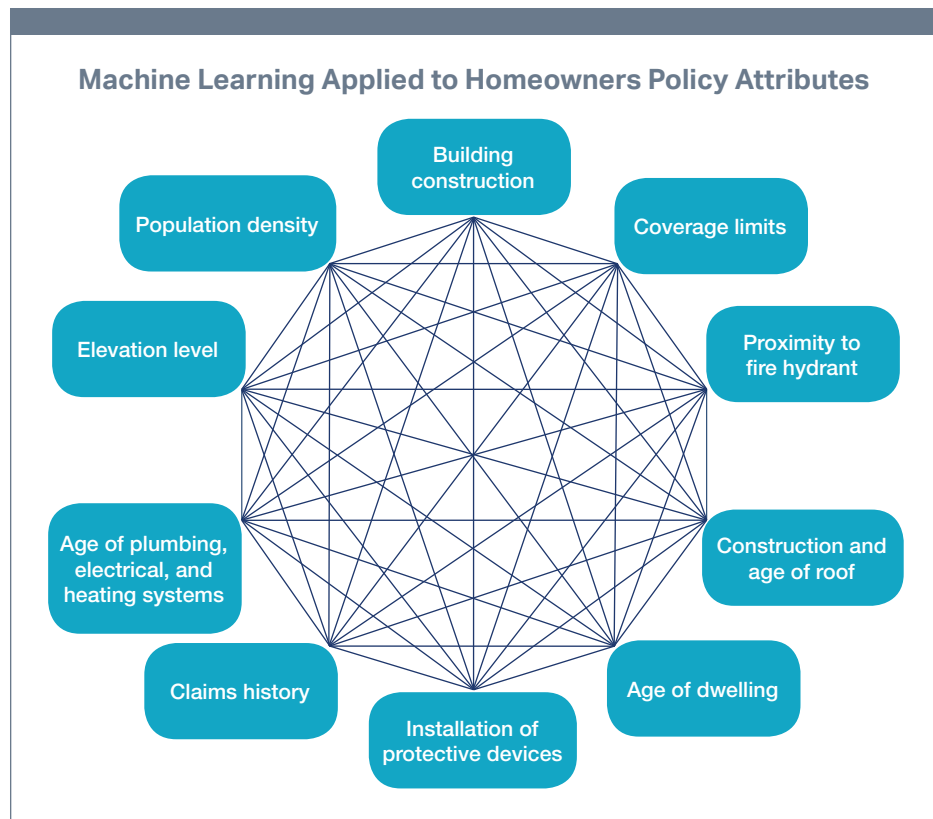 Machine Learning Applied to Homeowners Policy Attributes
Building
construction
Population density
Coverage limits
Elevation level
Proximity to
fire hydrant
Age of plumbing,
electrical, and
heating systems
Construction and
age of roof
Claims history
Age of dwelling
Installation of
protective devices